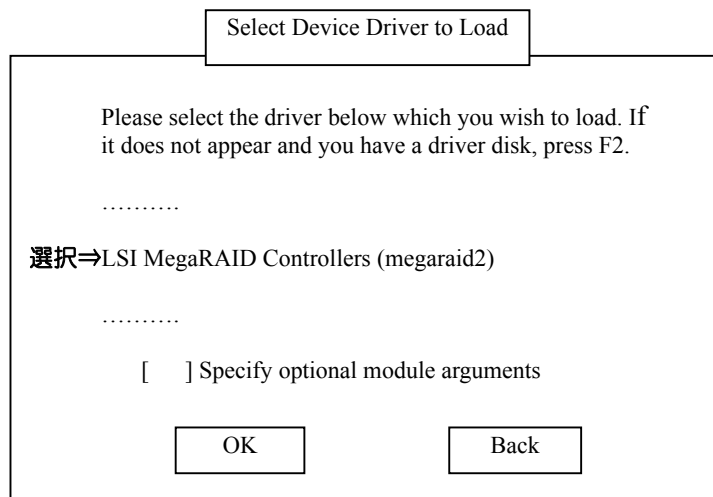 Select Device Driver to Load
Please select the driver below which you wish to load. If
it does not appear and you have a driver disk, press F2.
……….
選択⇒LSI MegaRAID Controllers (megaraid2)
……….
[ ] Specify optional module arguments
OK Back